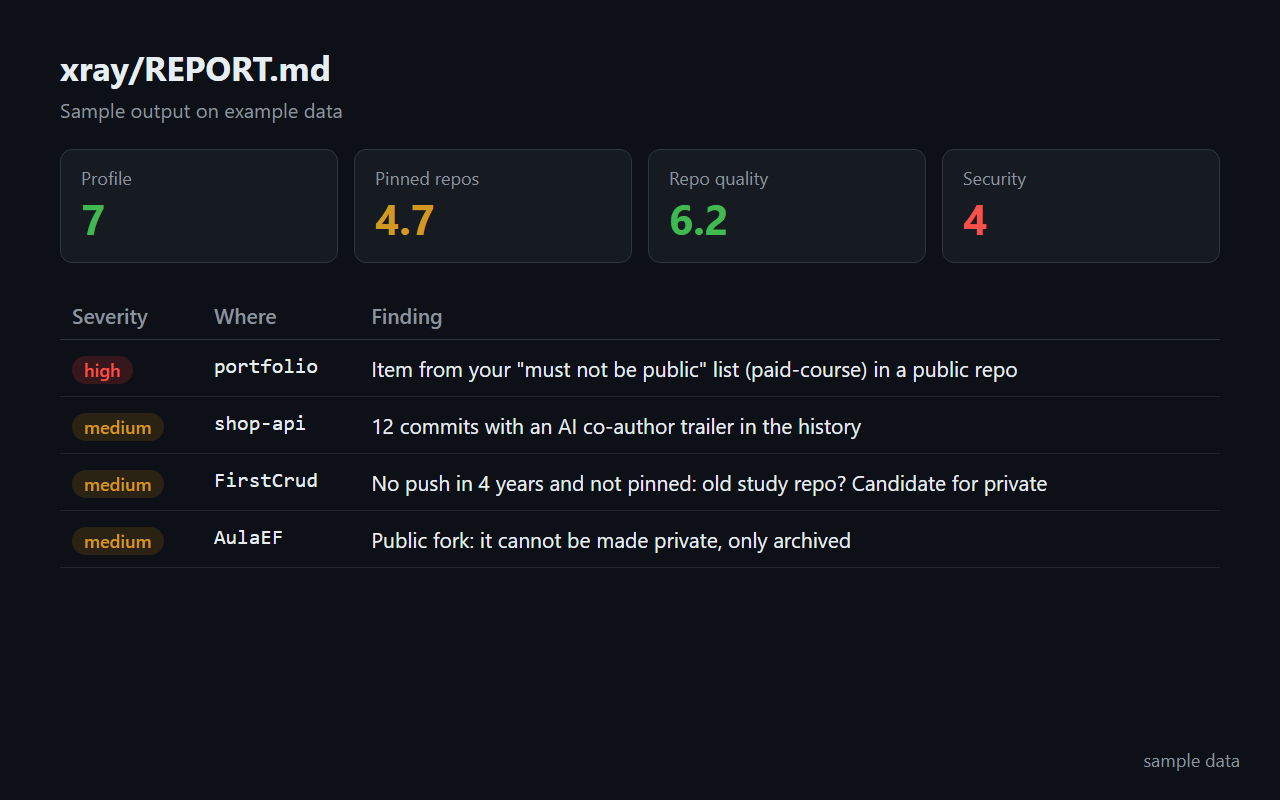 xray/REPORT.md
Sample output on example data
Profile
7
Pinned repos
4.7
Repo quality
6.2
Security
4
Severity Where Finding
high portfolio Item from your "must not be public" list (paid-course) in a public repo
medium shop-api 12 commits with an AI co-author trailer in the history
medium FirstCrud No push in 4 years and not pinned: old study repo? Candidate for private
medium AulaEF Public fork: it cannot be made private, only archived
sample data